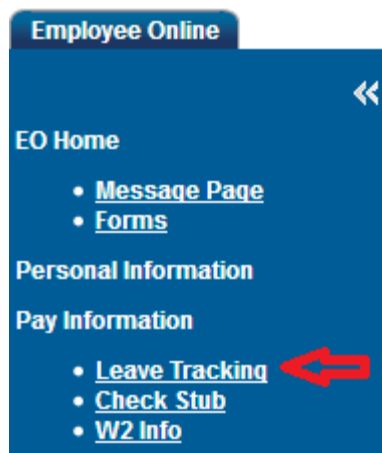 Employee Online
«
EO Home
• Message Page
• Forms
Personal Information
Pay Information
• Leave Tracking
• Check Stub
• W2 Info